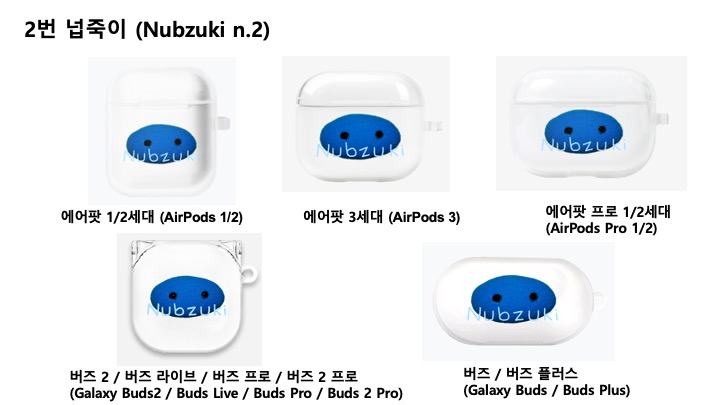 2번 넙죽이 (Nubzuki n.2)
Nubzuki
Nubzuki
Nubzuki
에어팟 1/2세대 (AirPods 1/2)
에어팟 3세대 (AirPods 3)
에어팟 프로 1/2세대
(AirPods Pro 1/2)
Nubzuki
Nubzuki
버즈 2 / 버즈 라이브 / 버즈 프로 / 버즈 2 프로
(Galaxy Buds2 / Buds Live / Buds Pro / Buds 2 Pro)
버즈 / 버즈 플러스
(Galaxy Buds / Buds Plus)